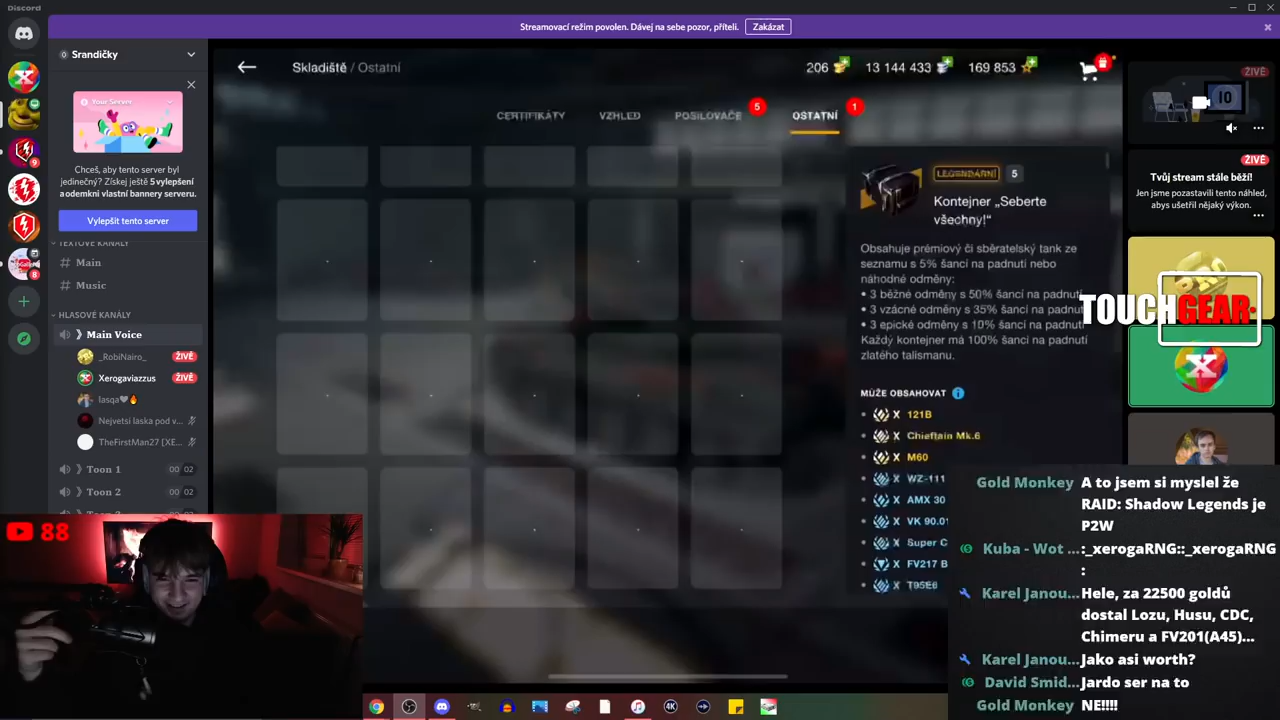 Discord
Streamovací režim povolen. Dávej na sebe pozor, příteli.
Zakázat
Srandičky
Your Server
Chceš, aby tento server byl
jedinečný? Získej ještě 5 vylepšení
a odemkni vlastní bannery serveru.
Vylepšit tento server
TEXTOVÉ KANÁLY
# Main
# Music
HLASOVÉ KANÁLY
》 Main Voice
_RobiNairo_ ŽIVĚ
Xerogaviazzus ŽIVĚ
lasqa
Nejvetsi laska pod v...
TheFirstMan27 [XE...
》 Toon 1 00 02
》 Toon 2 00 02
9
8
88
Skladiště / Ostatní
206
13 144 433
169 853
CERTIFIKÁTY
VZHLED
POSILOVAČE 5
OSTATNÍ 1
LEGENDÁRNÍ 5
Kontejner „Seberte
všechny!“
Obsahuje prémiový či sběratelský tank ze
seznamu s 5% šancí na padnutí nebo
náhodné odměny:
• 3 běžné odměny s 50% šancí na padnutí
• 3 vzácné odměny s 35% šancí na padnutí
• 3 epické odměny s 10% šancí na padnutí
Každý kontejner má 100% šanci na padnutí
zlatého talismanu.
MŮŽE OBSAHOVAT
X 121B
X Chieftain Mk.6
X M60
X WZ-111
X AMX 30
X VK 90.01
X Super C
X FV217 B
X T95E6
ŽIVĚ
10
ŽIVĚ
Tvůj stream stále běží!
Jen jsme pozastavili tento náhled,
abys ušetřil nějaký výkon.
TOUCHGEAR
X
Gold Monkey A to jsem si myslel že
RAID: Shadow Legends je
P2W
Kuba - Wot ... :_xerogaRNG::_xerogaRNG
:
Karel Janou... Hele, za 22500 goldů
dostal Lozu, Husu, CDC,
Chimeru a FV201(A45)...
Karel Janou... Jako asi worth?
David Smid... Jardo ser na to
Gold Monkey NE!!!!
4K